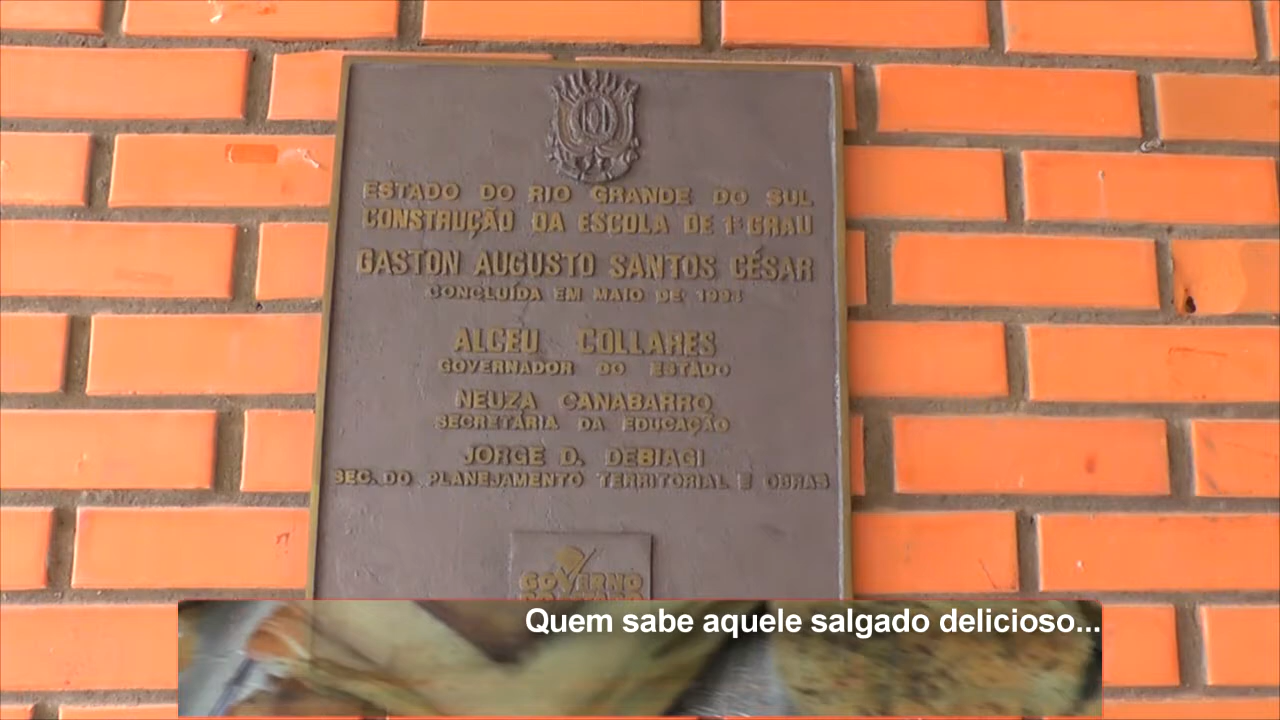 ESTADO DO RIO GRANDE DO SUL
CONSTRUÇÃO DA ESCOLA DE 1º GRAU
GASTON AUGUSTO SANTOS CÉSAR
CONCLUÍDA EM MAIO DE
ALCEU COLLARES
GOVERNADOR DO ESTADO
NEUZA CANABARRO
SECRETÁRIA DA EDUCAÇÃO
JORGE D. DEBIAGI
SEC. DO PLANEJAMENTO TERRITORIAL E OBRAS
GOVERNO
Quem sabe aquele salgado delicioso...